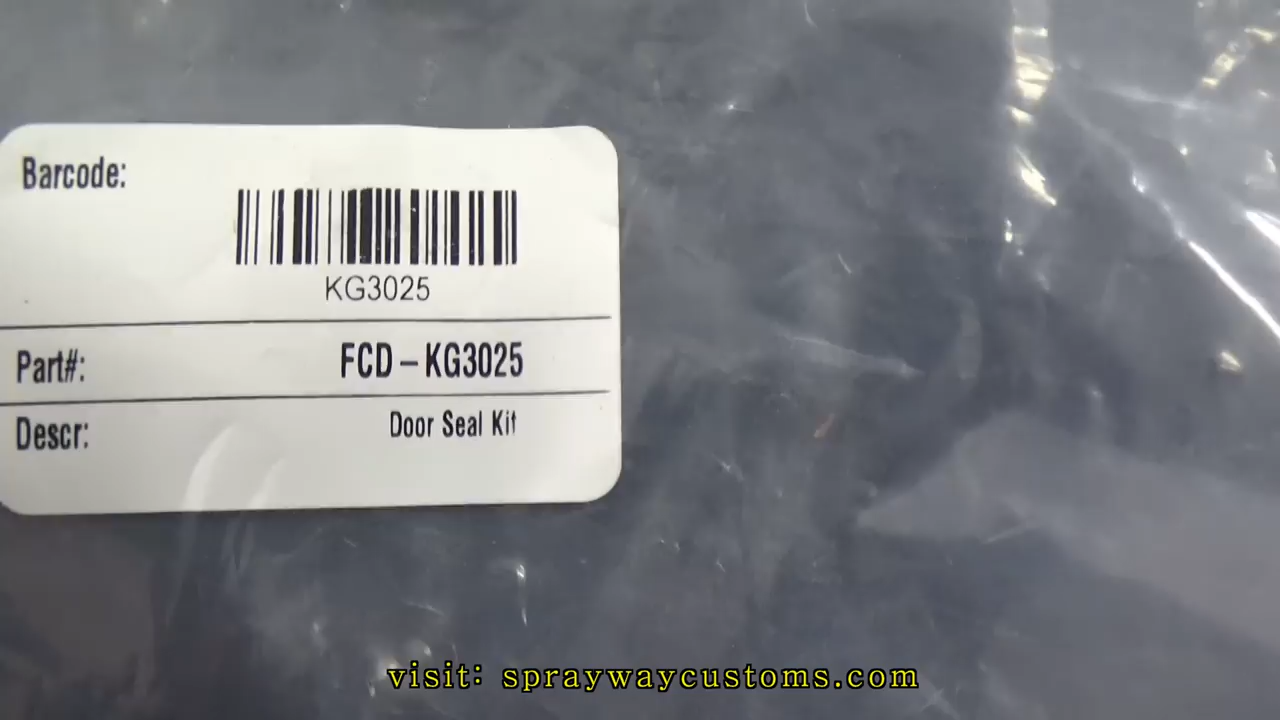 Barcode:
KG3025
Part#: FCD-KG3025
Descr: Door Seal Kit
visit: spraywaycustoms.com